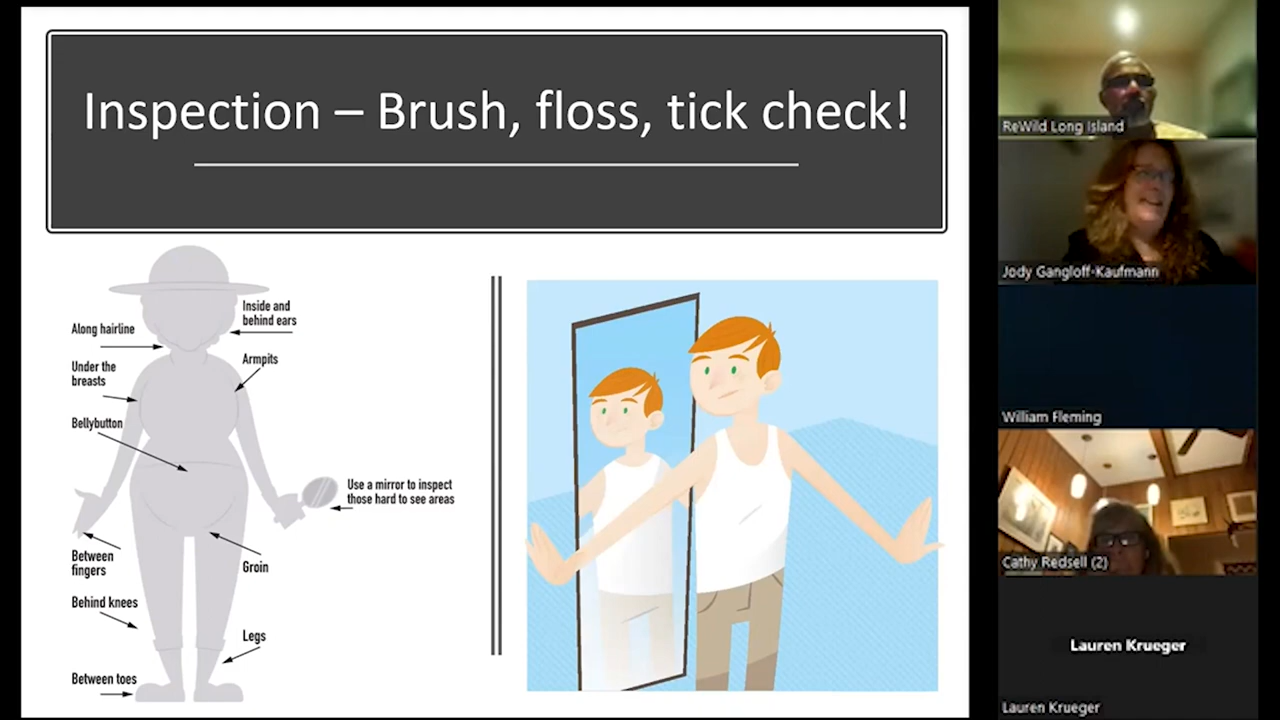 Inspection – Brush, floss, tick check!
Along hairline
Inside and
behind ears
Under the
breasts
Armpits
Bellybutton
Use a mirror to inspect
those hard to see areas
Between
fingers
Groin
Behind knees
Legs
Between toes
ReWild Long Island
Jody Gangloff-Kaufmann
William Fleming
Cathy Redsell (2)
Lauren Krueger
Lauren Krueger